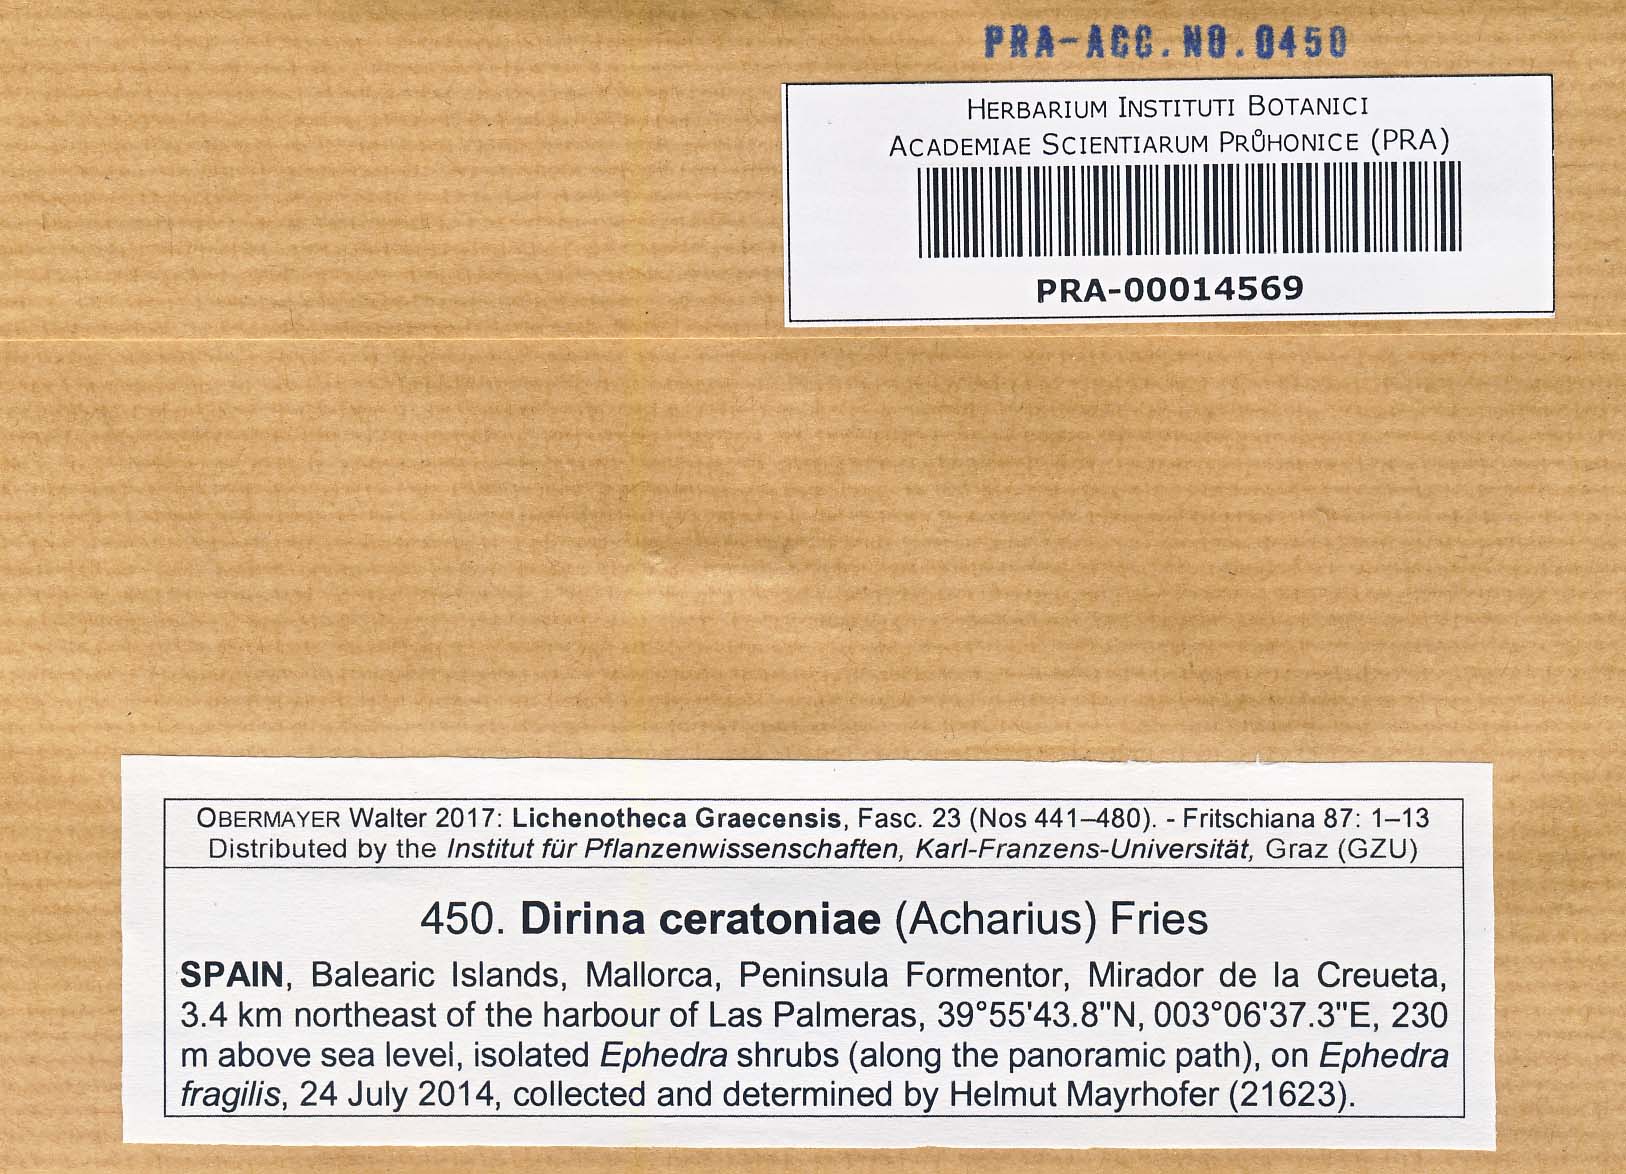 PRA-ACC.NO.0450
HERBARIUM INSTITUTI BOTANICI
ACADEMIAE SCIENTIARUM PRŮHONICE (PRA)
PRA-00014569
OBERMAYER Walter 2017: Lichenotheca Graecensis, Fasc. 23 (Nos 441–480). - Fritschiana 87: 1–13
Distributed by the Institut für Pflanzenwissenschaften, Karl-Franzens-Universität, Graz (GZU)
450. Dirina ceratoniae (Acharius) Fries
SPAIN, Balearic Islands, Mallorca, Peninsula Formentor, Mirador de la Creueta,
3.4 km northeast of the harbour of Las Palmeras, 39°55'43.8"N, 003°06'37.3"E, 230
m above sea level, isolated Ephedra shrubs (along the panoramic path), on Ephedra
fragilis, 24 July 2014, collected and determined by Helmut Mayrhofer (21623).